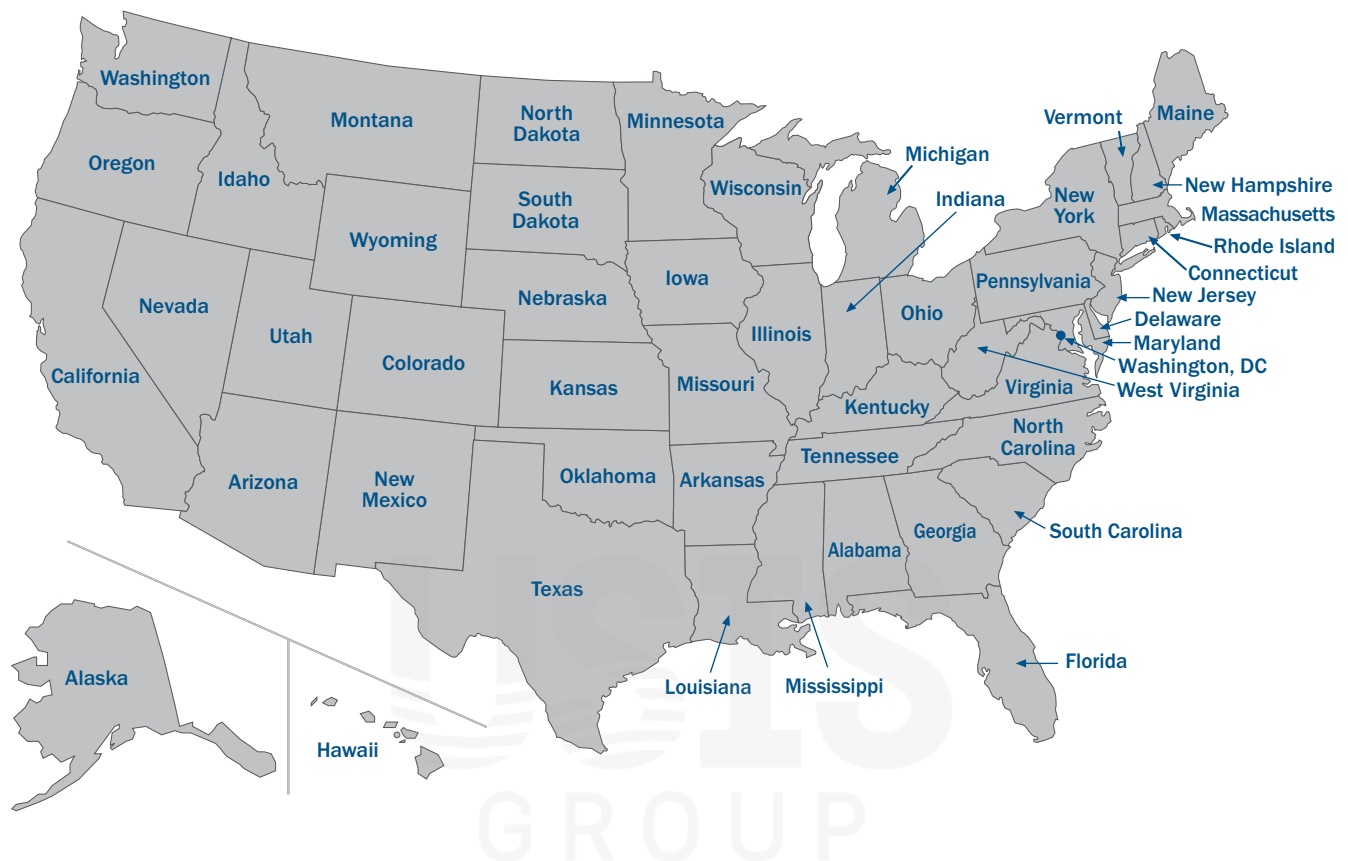 Washington
Montana
North
Dakota
Minnesota
Vermont
Maine
Oregon
Idaho
Michigan
Wisconsin
New Hampshire
South
Dakota
Indiana
New
York
Massachusetts
Wyoming
Rhode Island
Connecticut
Iowa
Pennsylvania
Nebraska
New Jersey
Nevada
Ohio
Delaware
Utah
Illinois
Maryland
Colorado
Washington, DC
California
Kansas
Missouri
Virginia
West Virginia
Kentucky
North
Carolina
Tennessee
Arizona
New
Mexico
Oklahoma
Arkansas
Georgia
South Carolina
Alabama
Texas
Florida
Alaska
Louisiana
Mississippi
Hawaii
USIS
GROUP